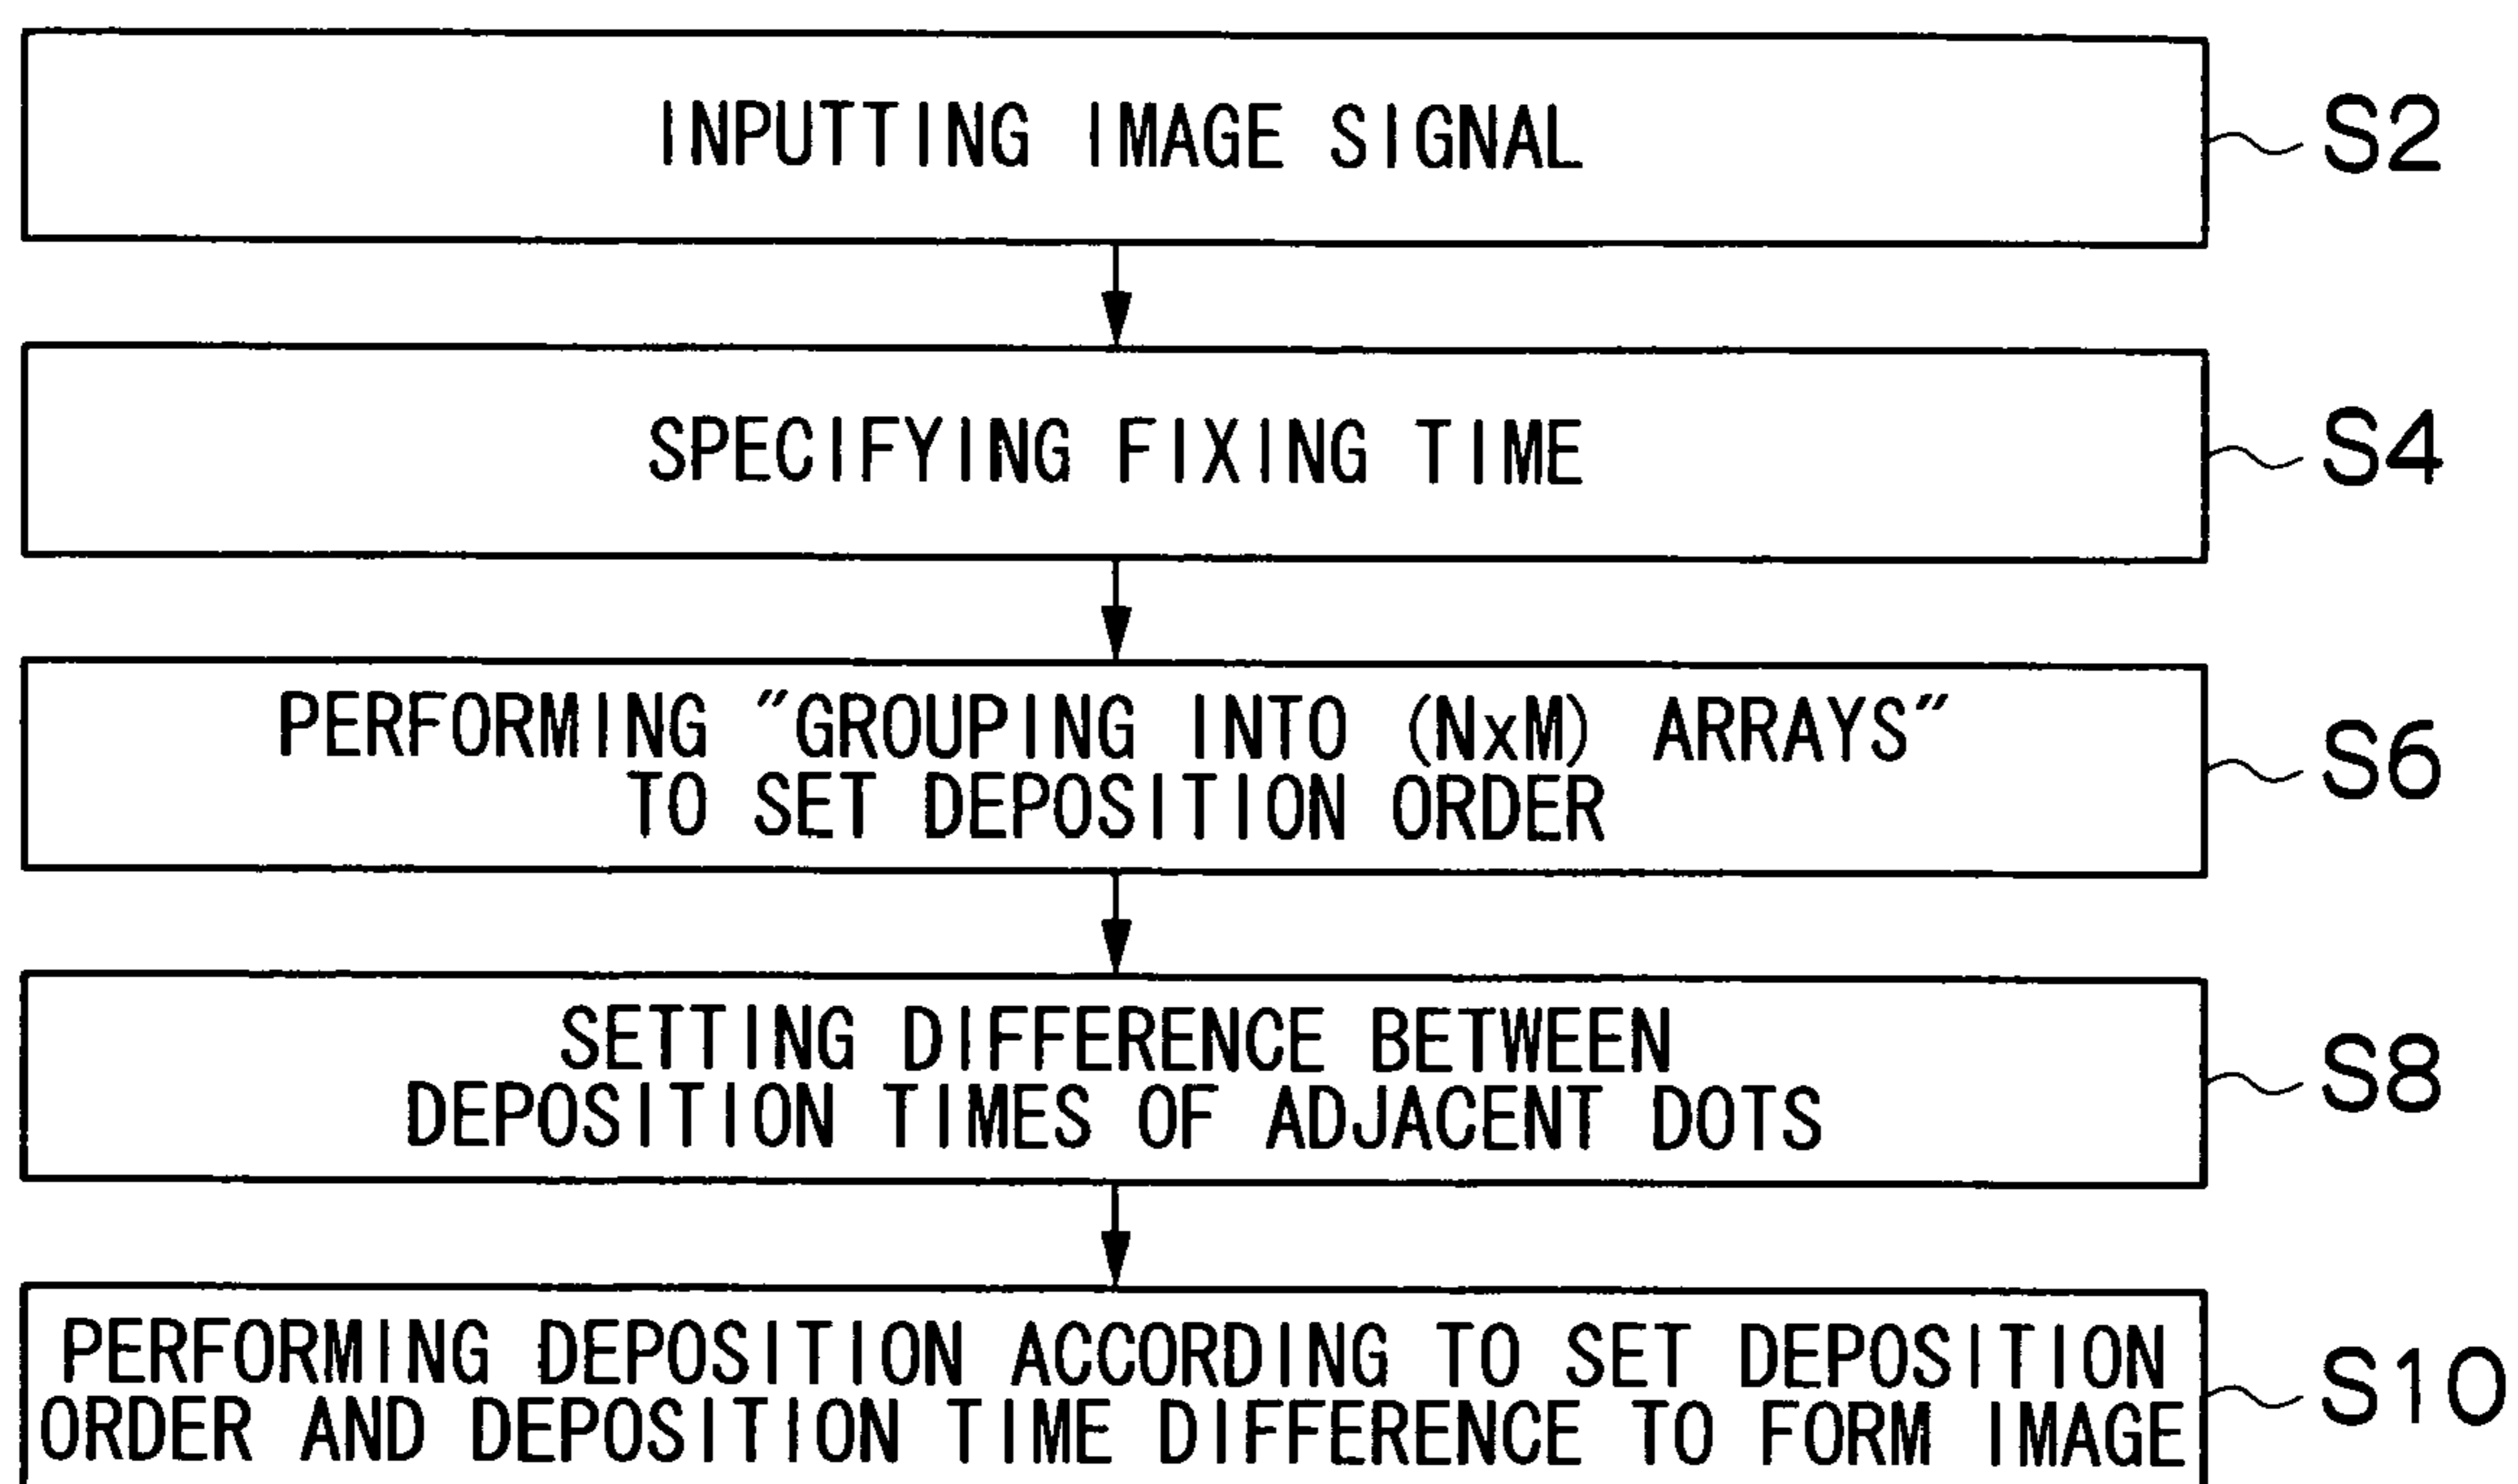 INPUTTING IMAGE SIGNAL
S2
SPECIFYING FIXING TIME
S4
PERFORMING "GROUPING INTO (NxM) ARRAYS"
TO SET DEPOSITION ORDER
S6
SETTING DIFFERENCE BETWEEN
DEPOSITION TIMES OF ADJACENT DOTS
S8
PERFORMING DEPOSITION ACCORDING TO SET DEPOSITION
ORDER AND DEPOSITION TIME DIFFERENCE TO FORM IMAGE
S10